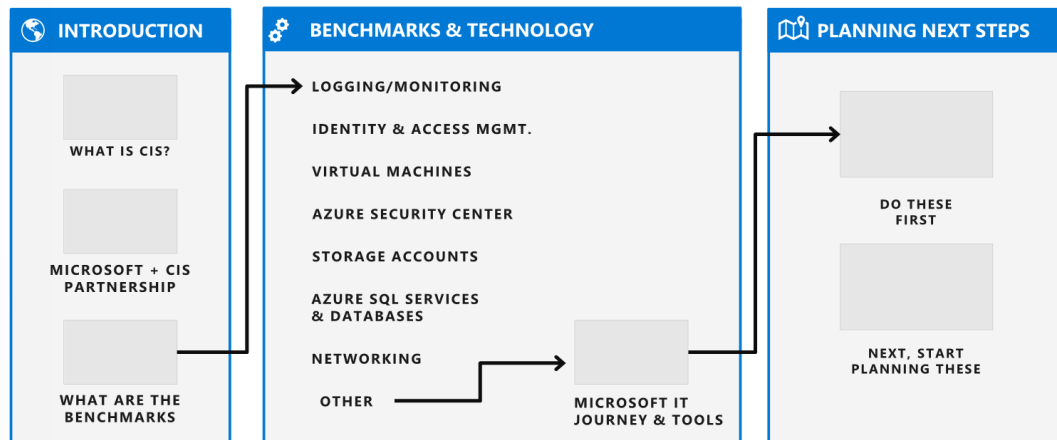 INTRODUCTION
WHAT IS CIS?
MICROSOFT + CIS
PARTNERSHIP
WHAT ARE THE
BENCHMARKS
BENCHMARKS & TECHNOLOGY
LOGGING/MONITORING
IDENTITY & ACCESS MGMT.
VIRTUAL MACHINES
AZURE SECURITY CENTER
STORAGE ACCOUNTS
AZURE SQL SERVICES
& DATABASES
NETWORKING
OTHER
MICROSOFT IT
JOURNEY & TOOLS
PLANNING NEXT STEPS
DO THESE
FIRST
NEXT, START
PLANNING THESE